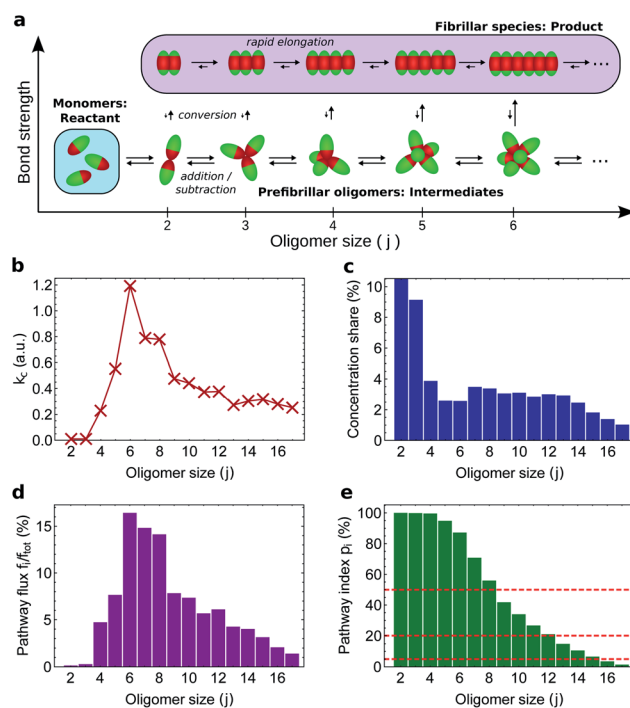 a
Fibrillar species: Product
rapid elongation
Bond strength
Monomers:
Reactant
conversion
addition /
subtraction
Prefibrillar oligomers: Intermediates
2 3 4 5 6
Oligomer size ( j )
b
k_c (a.u.)
1.2
1.0
0.8
0.6
0.4
0.2
0.0
2 4 6 8 10 12 14 16
Oligomer size (j)
c
Concentration share (%)
10
8
6
4
2
0
2 4 6 8 10 12 14 16
Oligomer size (j)
d
Pathway flux f_j/f_tot (%)
15
10
5
0
2 4 6 8 10 12 14 16
Oligomer size (j)
e
Pathway index p_i (%)
100
80
60
40
20
0
2 4 6 8 10 12 14 16
Oligomer size (j)